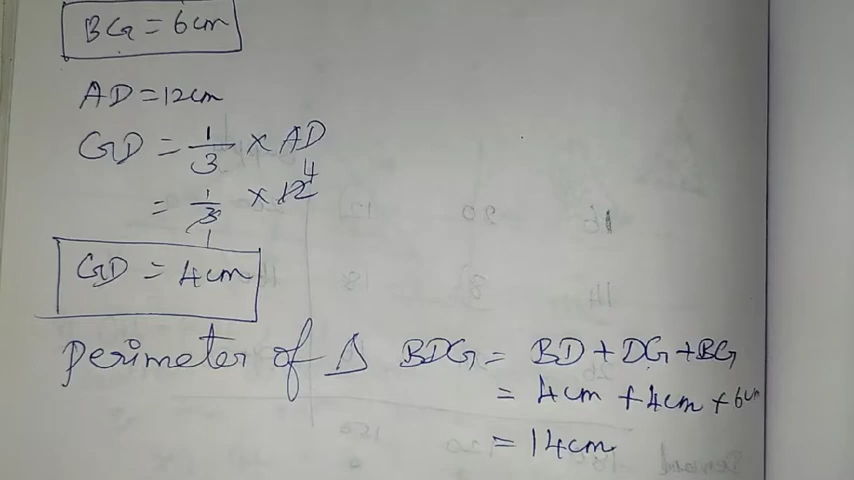 BG = 6cm
AD = 12cm
GD = 1/3 × AD
= 1/3 × 12 4
1
GD = 4cm
Perimeter of Δ BDG = BD + DG + BG
= 4cm + 4cm + 6cm
= 14cm